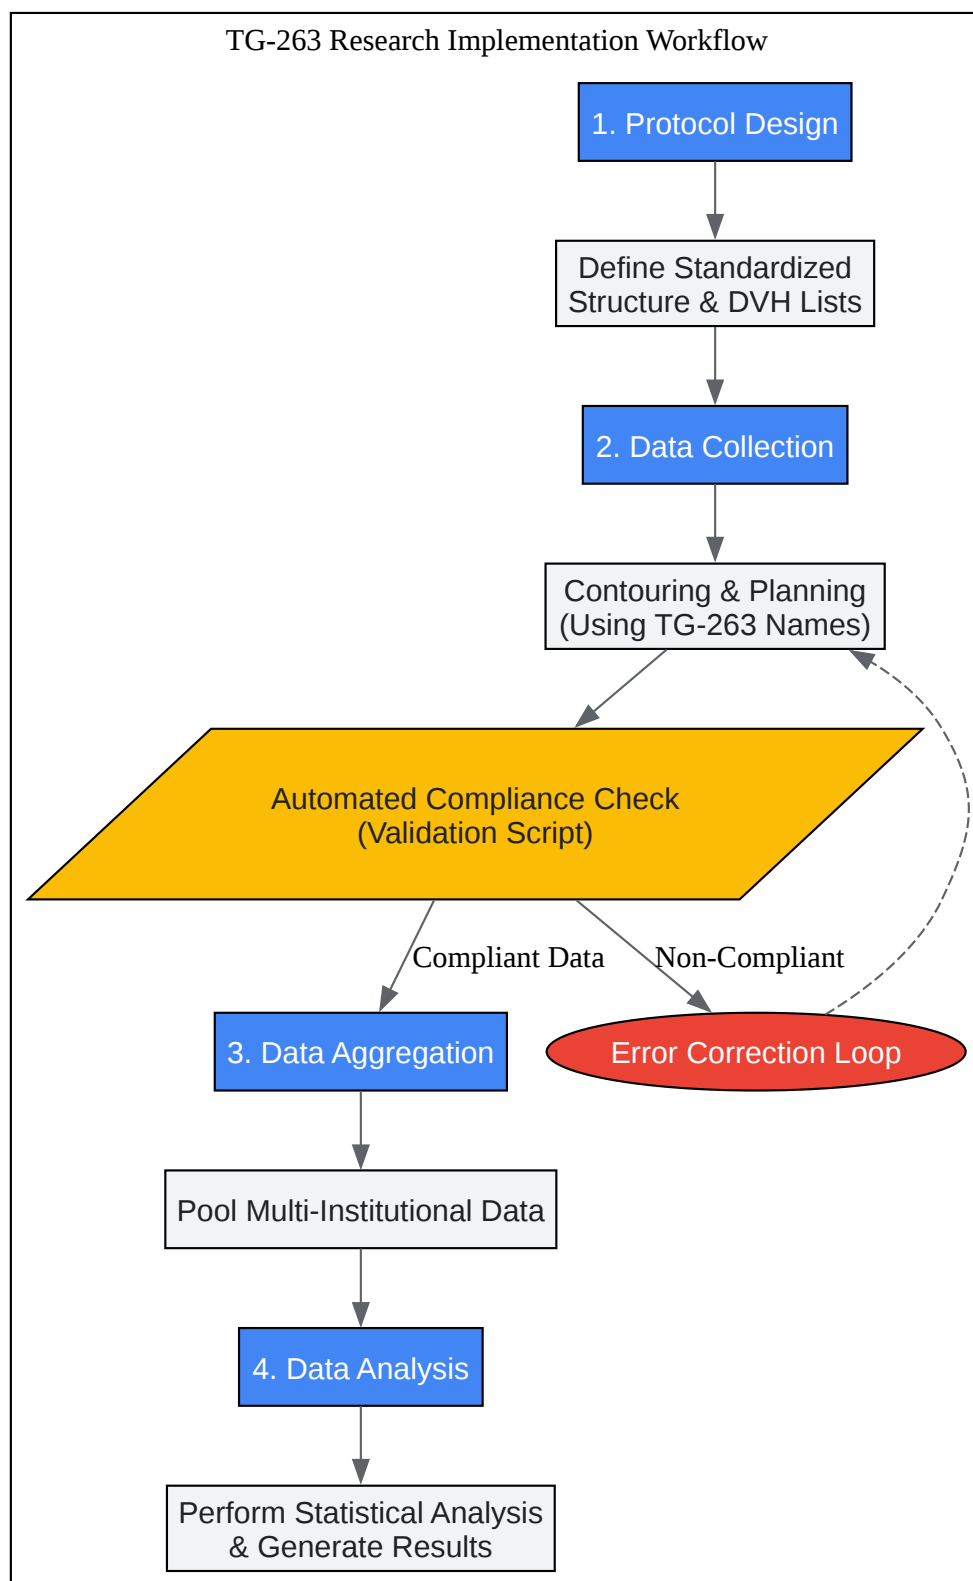 TG-263 Research Implementation Workflow
1. Protocol Design
Define Standardized
Structure & DVH Lists
2. Data Collection
Contouring & Planning
(Using TG-263 Names)
Automated Compliance Check
(Validation Script)
Compliant Data
Non-Compliant
3. Data Aggregation
Error Correction Loop
Pool Multi-Institutional Data
4. Data Analysis
Perform Statistical Analysis
& Generate Results